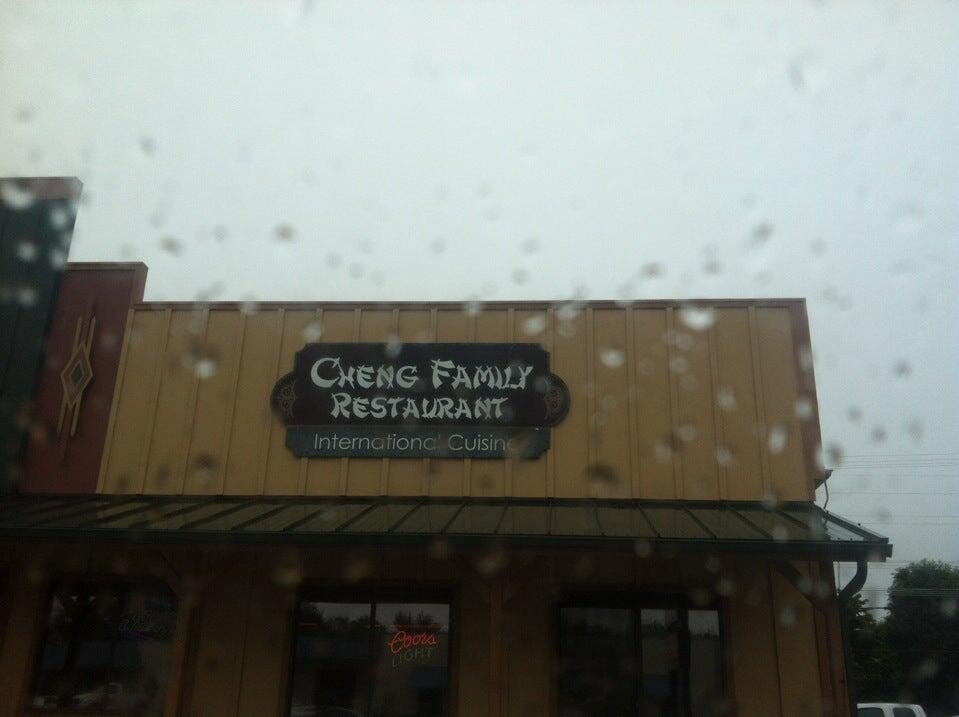 CHENG FAMILY
RESTAURANT
International Cuisine
Coors
LIGHT